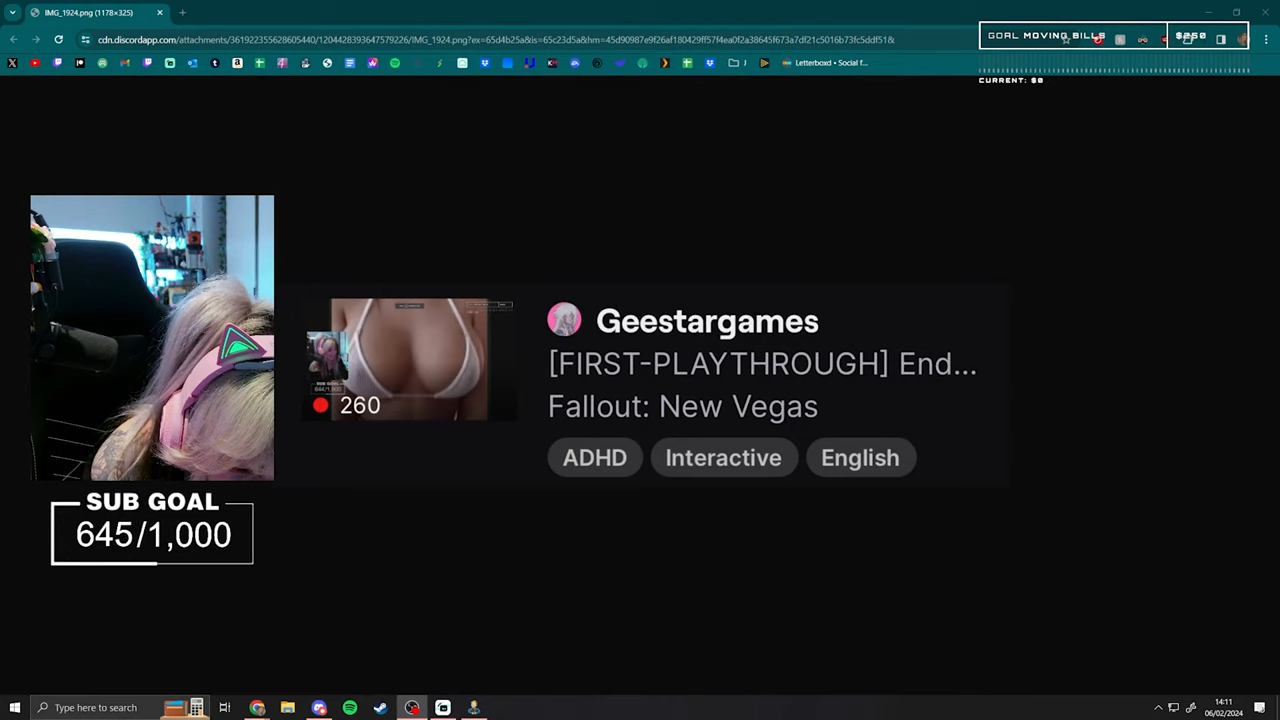 IMG_1924.png (1178×325)
cdn.discordapp.com/attachments/361922355628605440/1204428393647579226/IMG_1924.png?ex=65d4b25a&is=65c23d5a&hm=45d90987e9f26af180429ff57f4ea0f2a38645f673a7df21c5016b73fc5ddf51&
GOAL MOVING BILLS
$250
Letterboxd • Social f...
CURRENT: $0
Geestargames
[FIRST-PLAYTHROUGH] End...
260
Fallout: New Vegas
ADHD Interactive English
SUB GOAL
645/1,000
Type here to search
14:11
06/02/2024